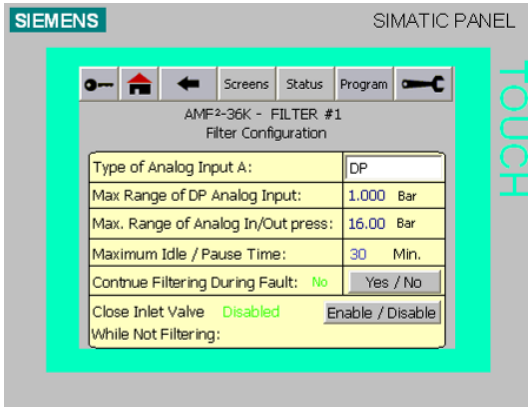 SIEMENS
SIMATIC PANEL
TOUCH
Screens Status Program
AMF²-36K - FILTER #1
Filter Configuration
Type of Analog Input A: DP
Max Range of DP Analog Input: 1.000 Bar
Max. Range of Analog In/Out press: 16.00 Bar
Maximum Idle / Pause Time: 30 Min.
Contnue Filtering During Fault: No Yes / No
Close Inlet Valve Disabled Enable / Disable
While Not Filtering: